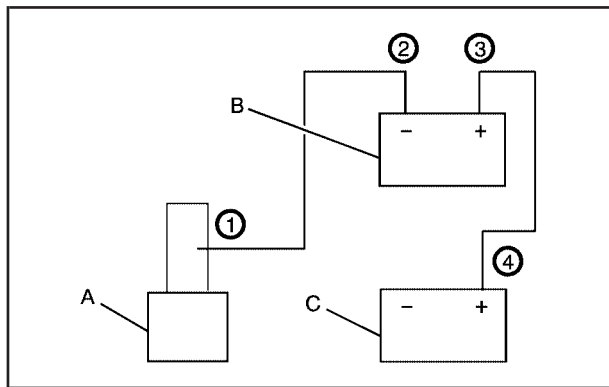 ② ③
B
− +
①
④
A
C
− +